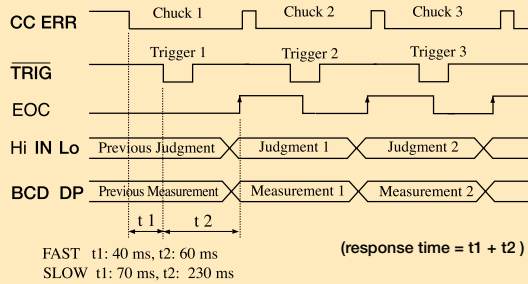 CC ERR Chuck 1 Chuck 2 Chuck 3
TRIG Trigger 1 Trigger 2 Trigger 3
EOC
Hi IN Lo Previous Judgment Judgment 1 Judgment 2
BCD DP Previous Measurement Measurement 1 Measurement 2
t 1 t 2
FAST t1: 40 ms, t2: 60 ms
SLOW t1: 70 ms, t2: 230 ms
(response time = t1 + t2 )